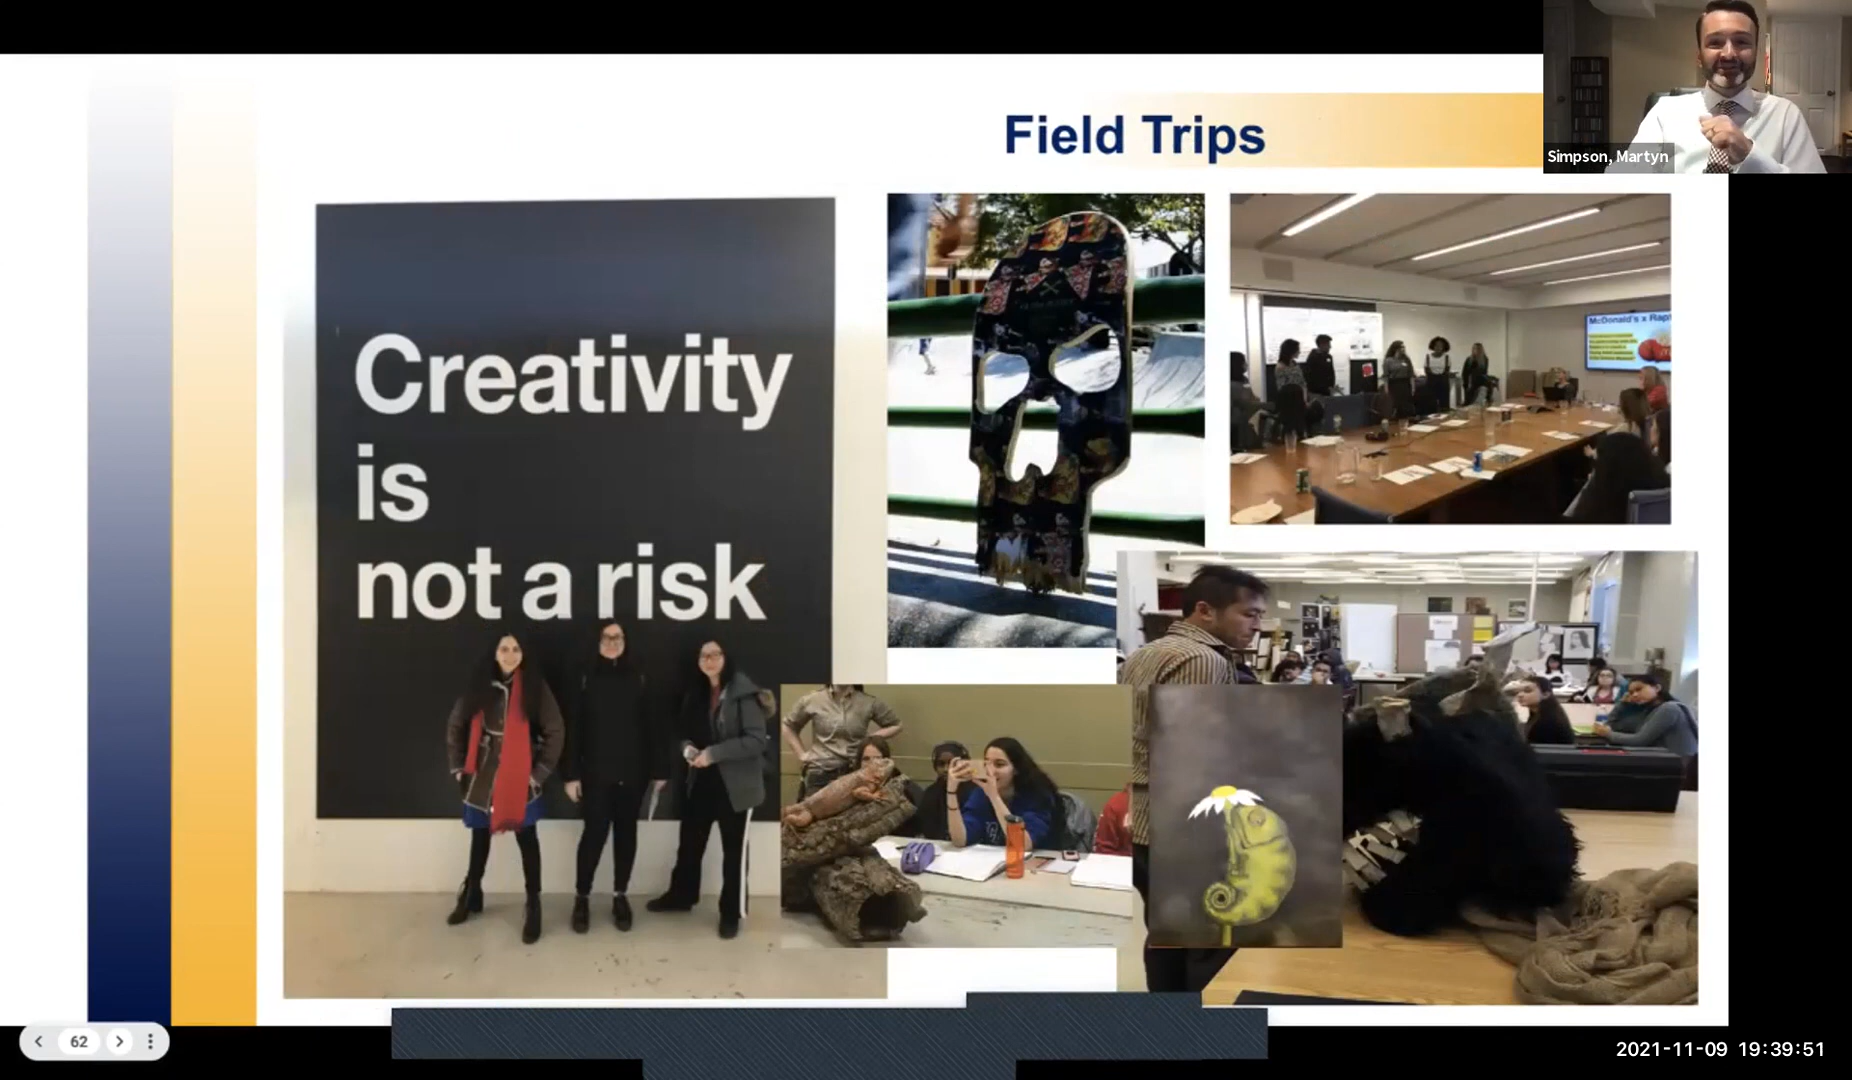 Field Trips
Simpson, Martyn
Creativity
is
not a risk
McDonald's x Rap
62
2021-11-09 19:39:51